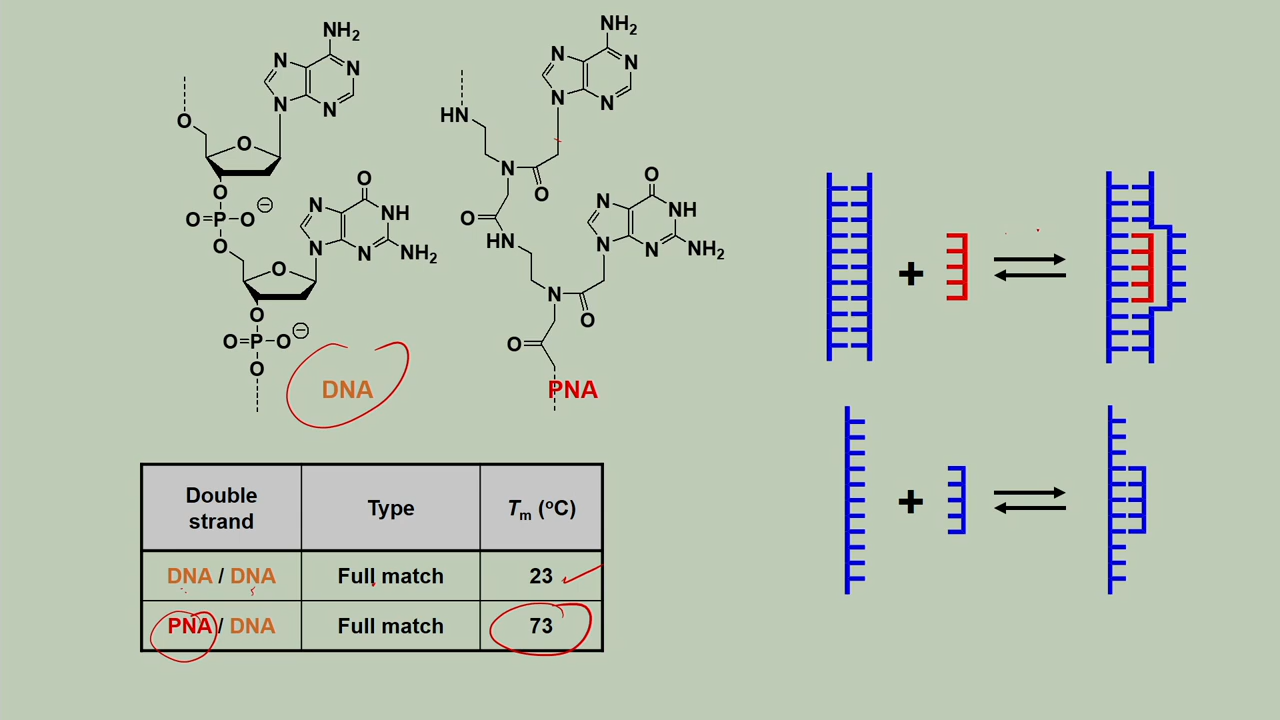 NH₂
N
N
N
N
O
O
O
O=P-O⊖
O
O
N
NH
N
N
NH₂
O
O
O=P-O⊖
O
DNA
NH₂
N
N
N
N
HN
N
O
O
HN
O
N
NH
N
N
NH₂
N
O
O
PNA
Double strand
Type
Tm (ºC)
DNA / DNA
Full match
23
PNA / DNA
Full match
73
+
+